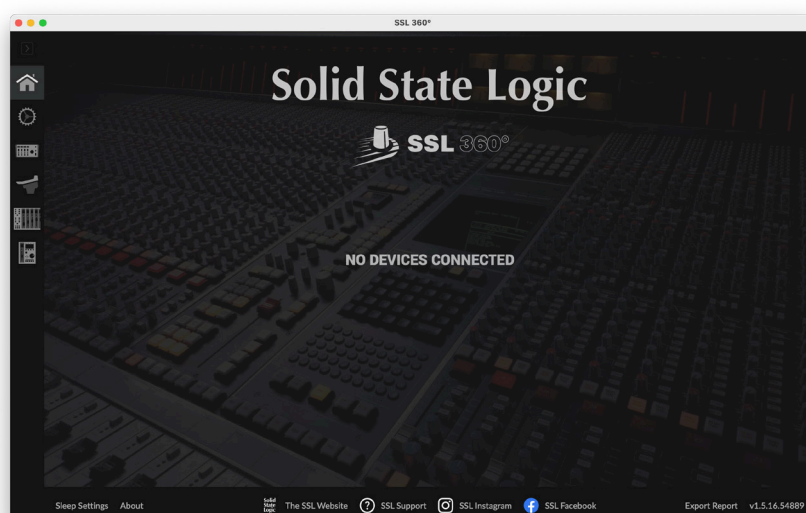 SSL 360°
Solid State Logic
SSL 360°
NO DEVICES CONNECTED
Sleep Settings About Solid State Logic The SSL Website ? SSL Support SSL Instagram SSL Facebook Export Report v1.5.16.54889